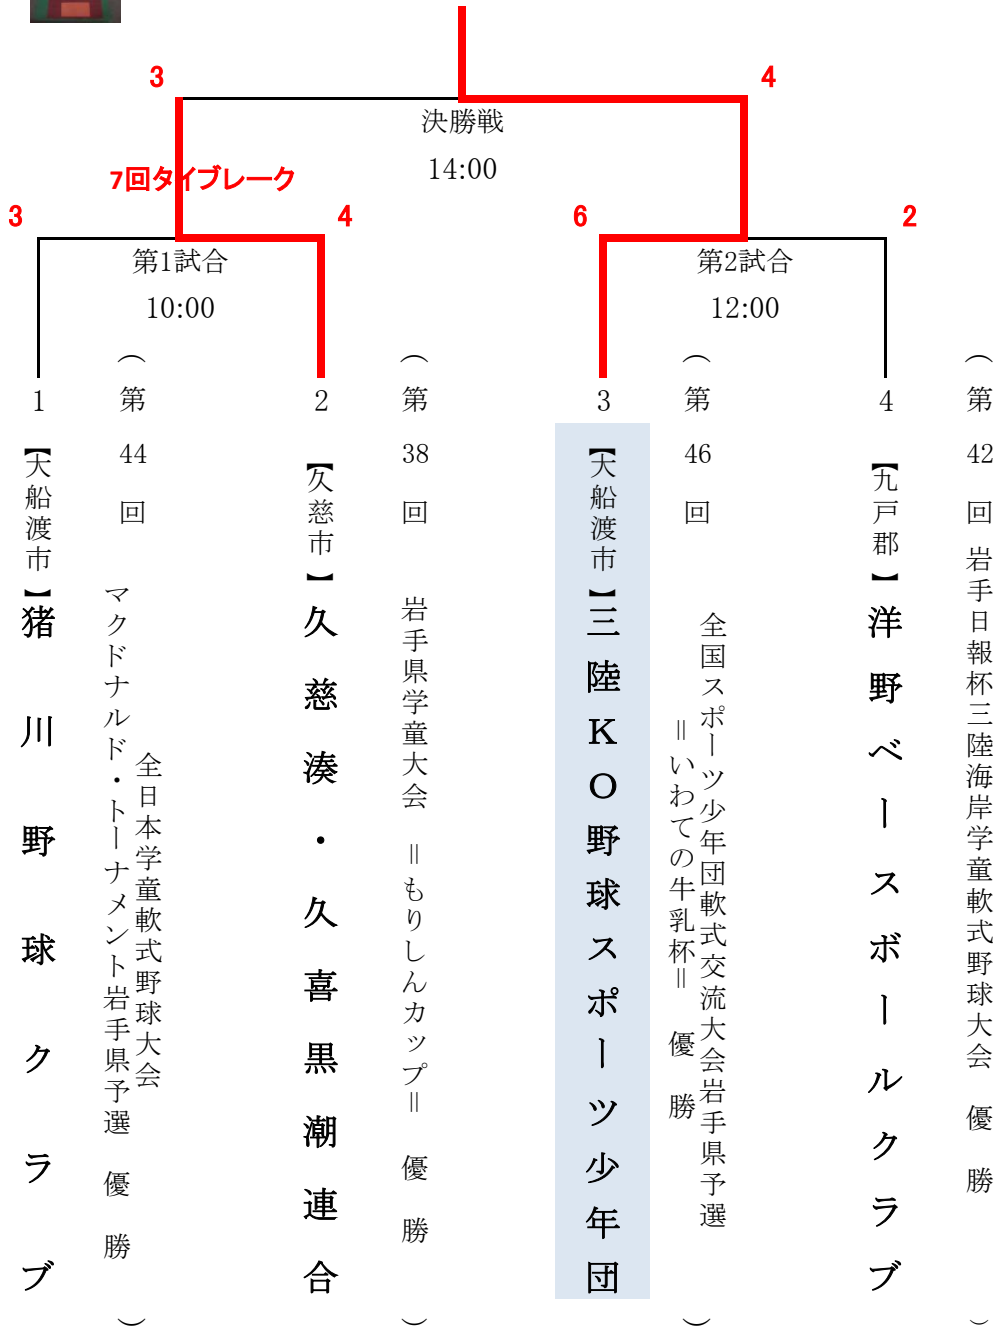 3
4
決勝戦
14:00
7回タイブレーク
3
4
6
2
第1試合
10:00
第2試合
12:00
1
【大船渡市】猪川野球クラブ
(第44回
全日本学童軟式野球大会
マクドナルド・トーナメント岩手県予選 優勝)
2
【久慈市】久慈湊・久喜黒潮連合
(第38回 岩手県学童大会 =もりしんカップ= 優勝)
3
【大船渡市】三陸KO野球スポーツ少年団
(第46回
全国スポーツ少年団軟式交流大会岩手県予選
=いわての牛乳杯= 優勝)
4
【九戸郡】洋野ベースボールクラブ
(第42回 岩手日報杯三陸海岸学童軟式野球大会 優勝)